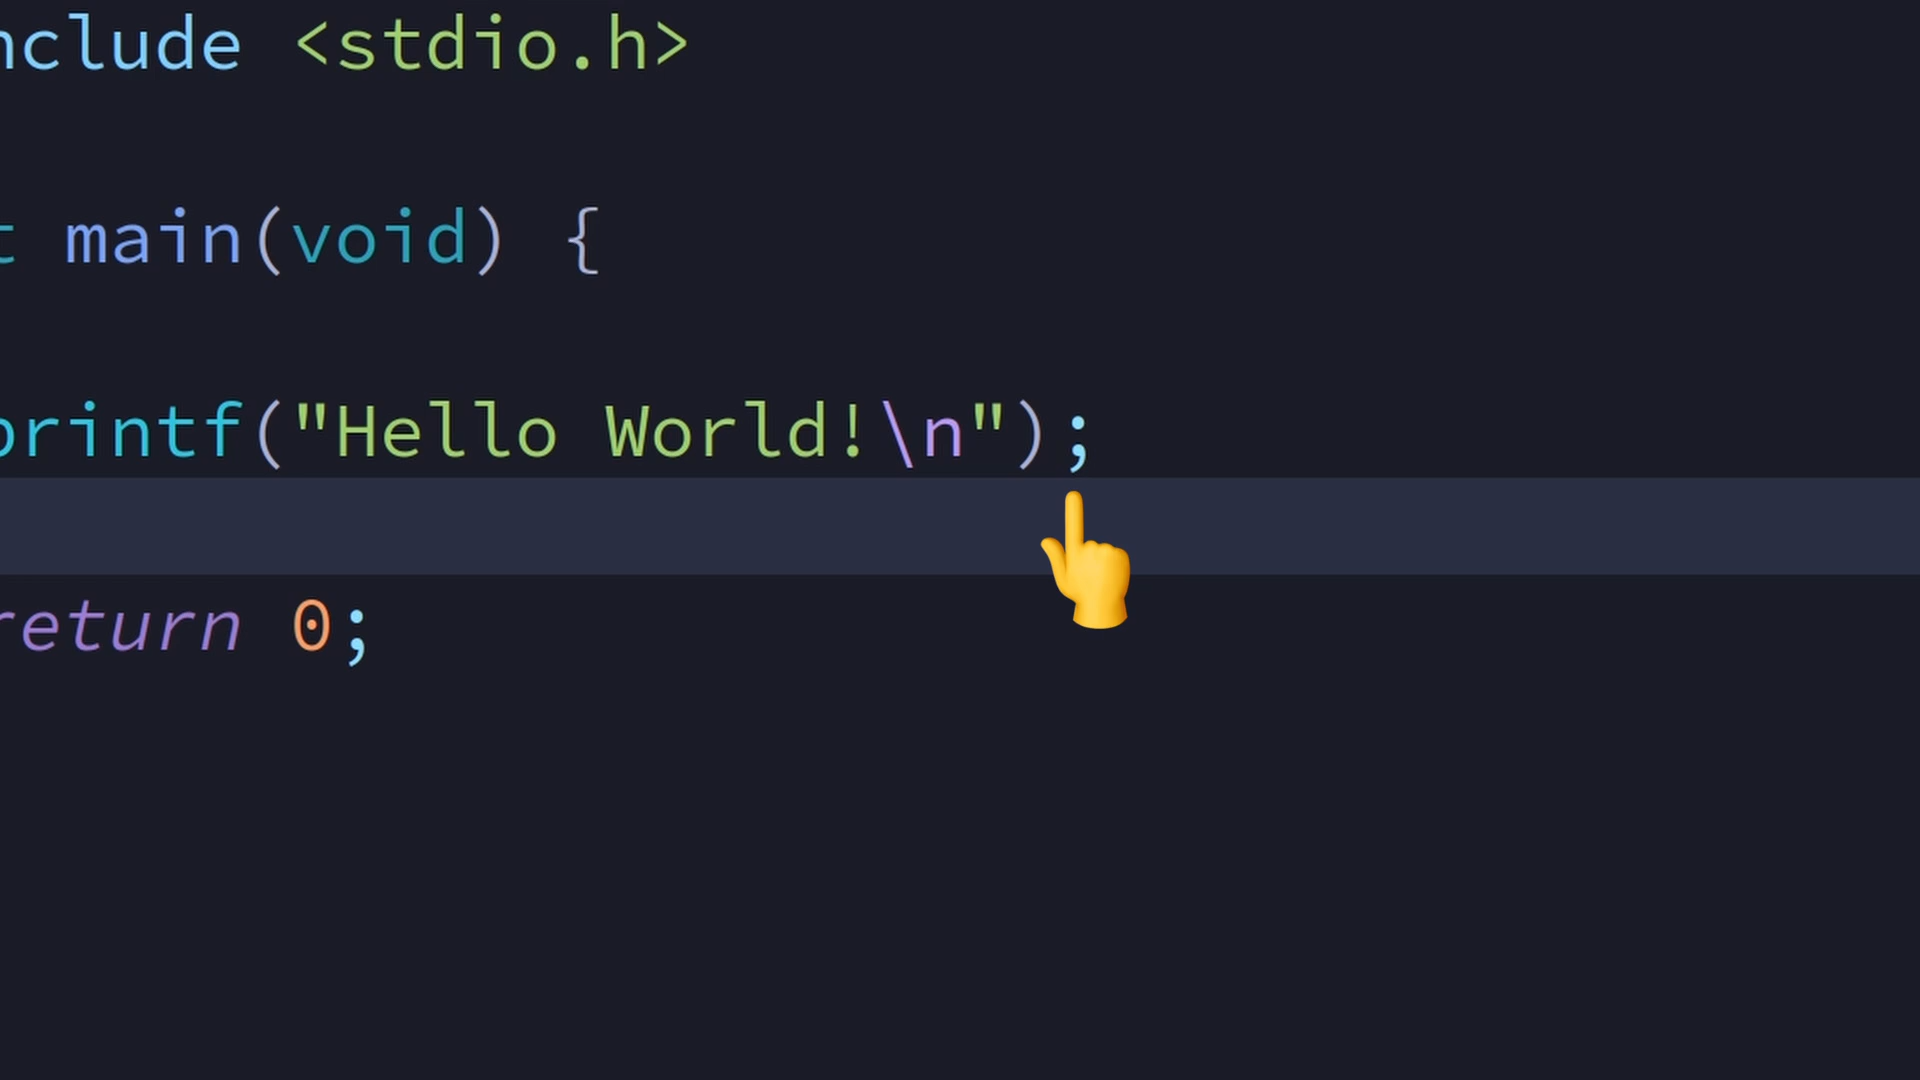 nclude <stdio.h>
t main(void) {
printf("Hello World!\n");
return 0;